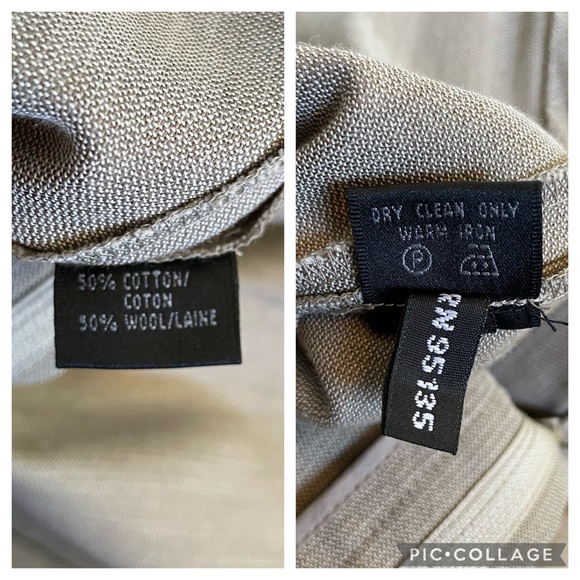 50% COTTON/
COTON
50% WOOL/LAINE
DRY CLEAN ONLY
WARM IRON
P
RN 95135
PIC•COLLAGE